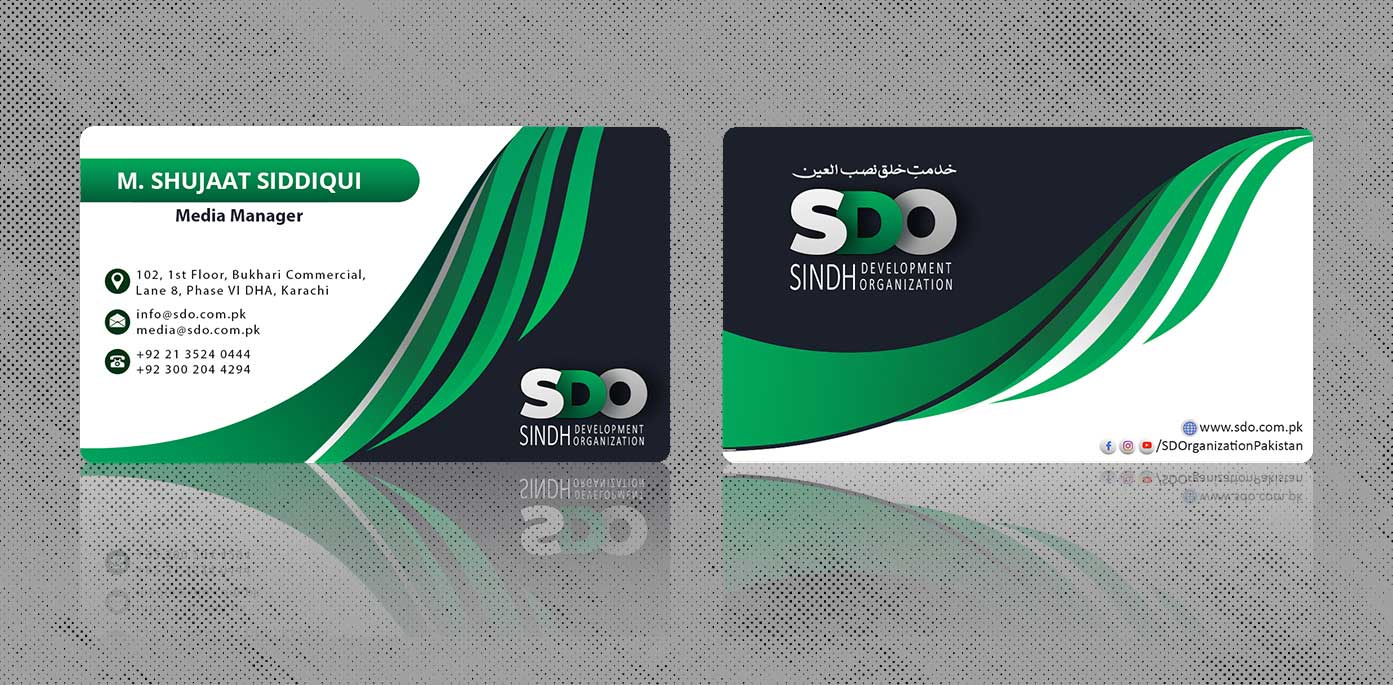 M. SHUJAAT SIDDIQUI
Media Manager
102, 1st Floor, Bukhari Commercial,
Lane 8, Phase VI DHA, Karachi
info@sdo.com.pk
media@sdo.com.pk
+92 21 3524 0444
+92 300 204 4294
SDO
SINDH DEVELOPMENT
ORGANIZATION
خدمتِ خلق نصب العین
SDO
SINDH DEVELOPMENT
ORGANIZATION
www.sdo.com.pk
/SDOrganizationPakistan